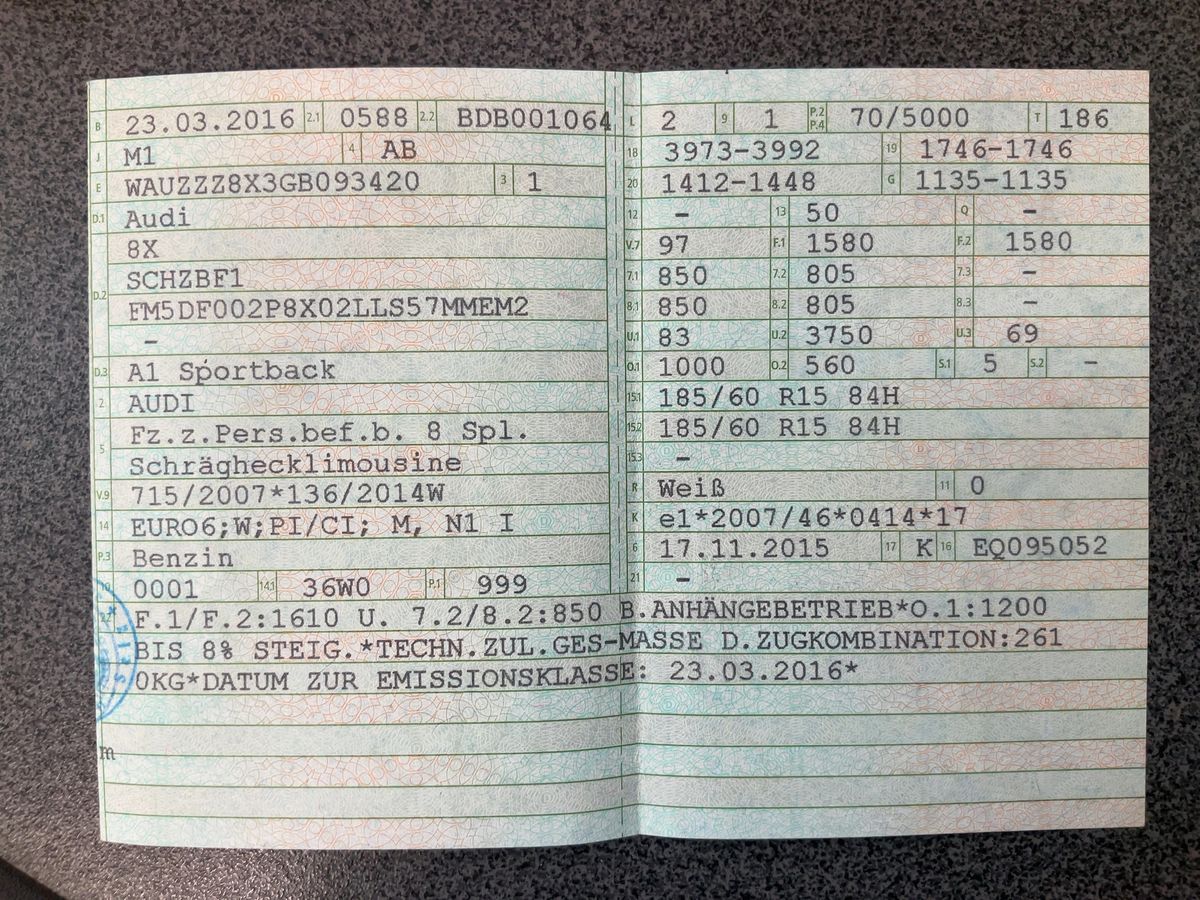 B 23.03.2016 2.1 0588 2.2 BDB001064
J M1 4 AB
E WAUZZZ8X3GB093420 3 1
D.1 Audi
8X
D.2 SCHZBF1
FM5DF002P8X02LLS57MMEM2
-
D.3 A1 Sportback
2 AUDI
5 Fz.z.Pers.bef.b. 8 Spl.
Schräghecklimousine
V.9 715/2007*136/2014W
14 EURO6;W;PI/CI; M, N1 I
P.3 Benzin
10 0001 14.1 36W0 P.1 999
L 2 9 1 P.2 P.4 70/5000 T 186
18 3973-3992 19 1746-1746
20 1412-1448 G 1135-1135
12 - 13 50 Q -
V.7 97 F.1 1580 F.2 1580
7.1 850 7.2 805 7.3 -
8.1 850 8.2 805 8.3 -
U.1 83 U.2 3750 U.3 69
O.1 1000 O.2 560 S.1 5 S.2 -
15.1 185/60 R15 84H
15.2 185/60 R15 84H
15.3 -
R Weiß 11 0
K e1*2007/46*0414*17
6 17.11.2015 17 K 16 EQ095052
21 -
22 F.1/F.2:1610 U. 7.2/8.2:850 B.ANHÄNGEBETRIEB*O.1:1200
BIS 8% STEIG.*TECHN.ZUL.GES-MASSE D.ZUGKOMBINATION:261
0KG*DATUM ZUR EMISSIONSKLASSE: 23.03.2016*
m